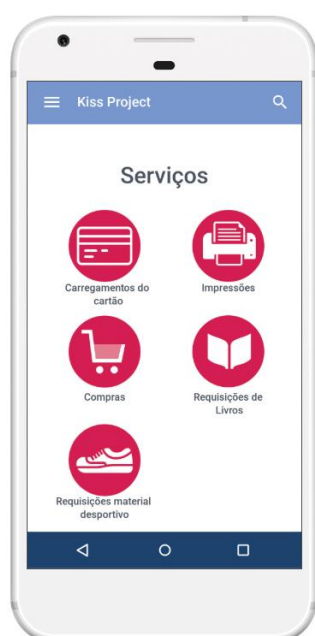 Kiss Project
Serviços
Carregamentos do
cartão
Impressões
Compras
Requisições de
Livros
Requisições material
desportivo